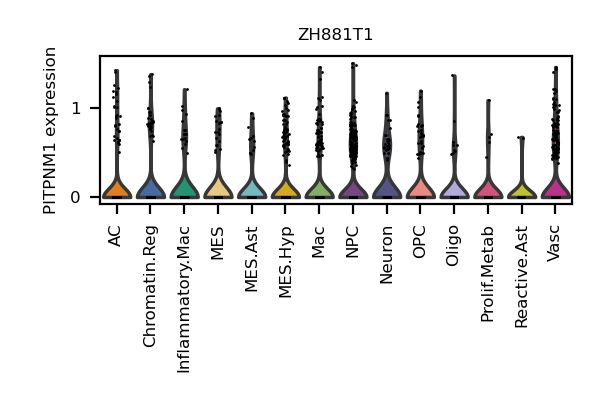 ZH881T1
PITPNM1 expression
1
0
AC
Chromatin.Reg
Inflammatory.Mac
MES
MES.Ast
MES.Hyp
Mac
NPC
Neuron
OPC
Oligo
Prolif.Metab
Reactive.Ast
Vasc